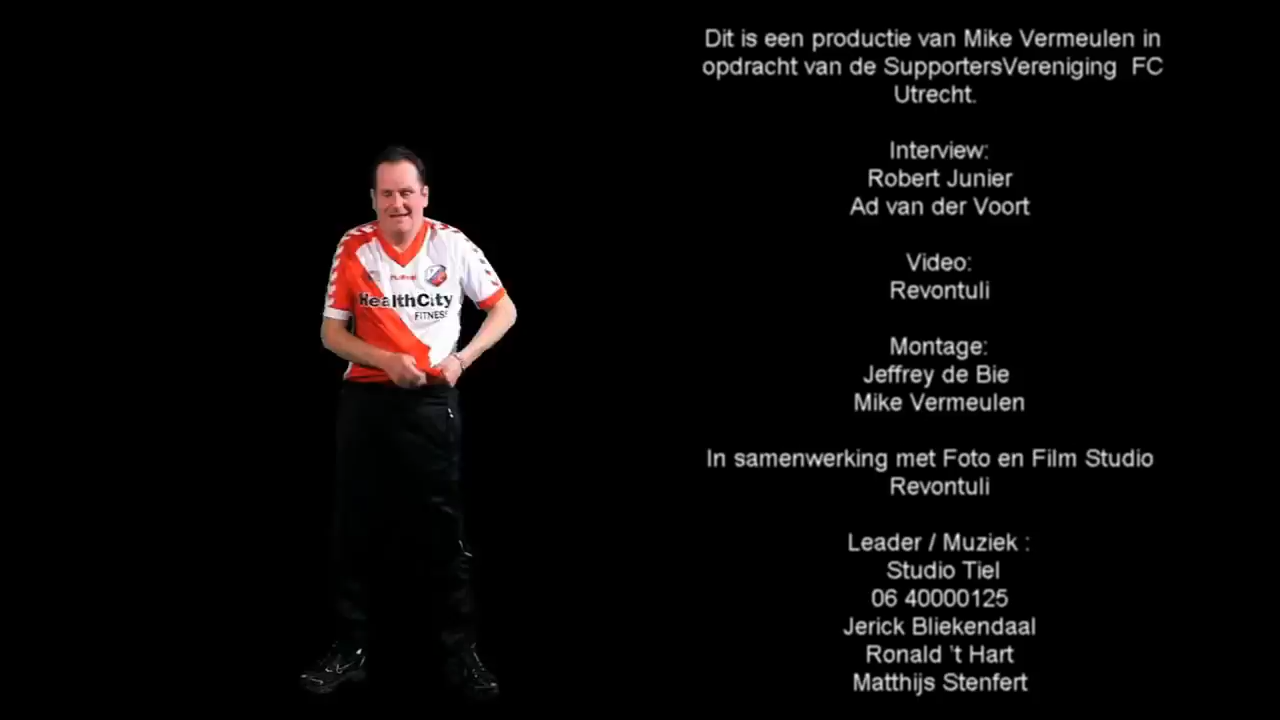 Dit is een productie van Mike Vermeulen in
opdracht van de SupportersVereniging FC
Utrecht.
Interview:
Robert Junier
Ad van der Voort
Video:
Revontuli
Montage:
Jeffrey de Bie
Mike Vermeulen
In samenwerking met Foto en Film Studio
Revontuli
Leader / Muziek :
Studio Tiel
06 40000125
Jerick Bliekendaal
Ronald 't Hart
Matthijs Stenfert
HealthCity
FITNESS